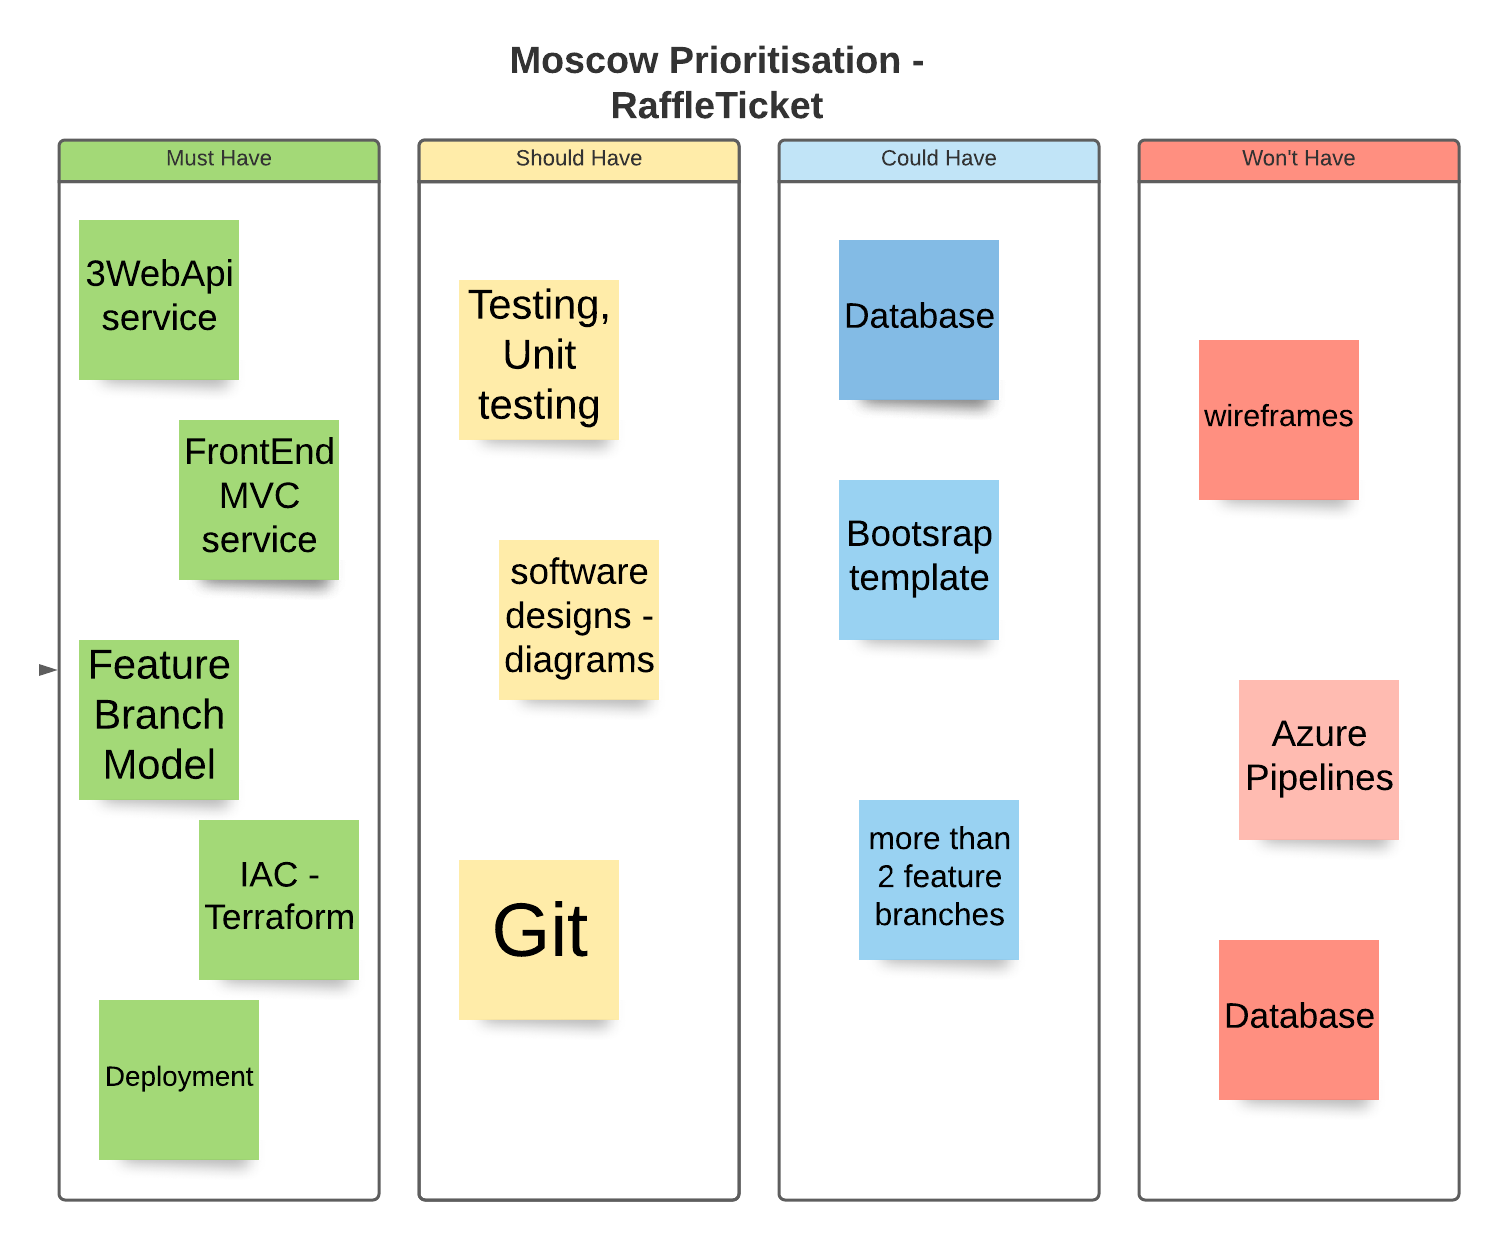 Moscow Prioritisation -
RaffleTicket
Must Have
3WebApi
service
FrontEnd
MVC
service
Feature
Branch
Model
IAC -
Terraform
Deployment
Should Have
Testing,
Unit
testing
software
designs -
diagrams
Git
Could Have
Database
Bootsrap
template
more than
2 feature
branches
Won't Have
wireframes
Azure
Pipelines
Database